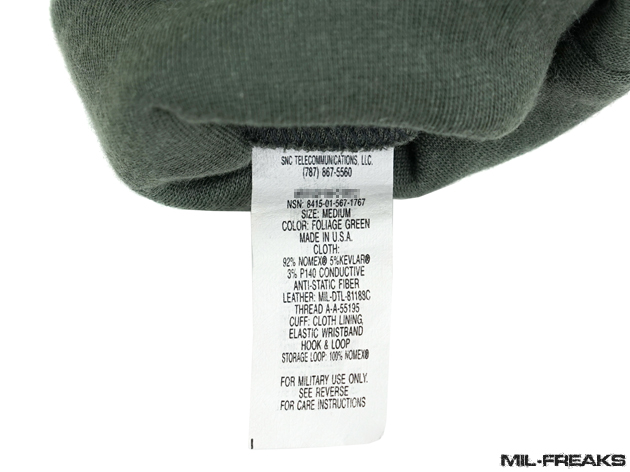 SNC TELECOMMUNICATIONS, LLC.
(787) 867-5560
NSN: 8415-01-567-1767
SIZE: MEDIUM
COLOR: FOLIAGE GREEN
MADE IN U.S.A.
CLOTH:
92% NOMEX® 5%KEVLAR®
3% P140 CONDUCTIVE
ANTI-STATIC FIBER
LEATHER: MIL-DTL-81188C
THREAD A-A-55195
CUFF: CLOTH LINING,
ELASTIC WRISTBAND
HOOK & LOOP
STORAGE LOOP: 100% NOMEX®
FOR MILITARY USE ONLY.
SEE REVERSE
FOR CARE INSTRUCTIONS
MIL-FREAKS